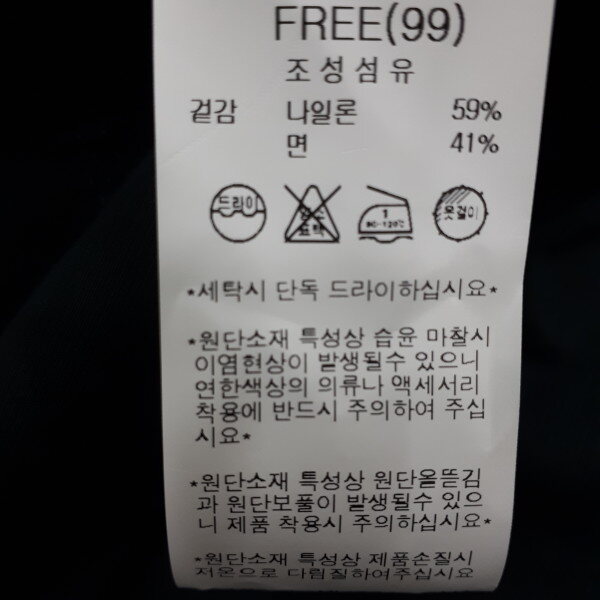 FREE(99)
조성섬유
겉감 나일론 59%
면 41%
드라이 염소 표백 1 80~120℃ 옷걸이
*세탁시 단독 드라이하십시요*
*원단소재 특성상 습윤 마찰시
이염현상이 발생될수 있으니
연한색상의 의류나 액세서리
착용에 반드시 주의하여 주십
시요*
*원단소재 특성상 원단올뜯김
과 원단보풀이 발생될수 있으
니 제품 착용시 주의하십시요*
*원단소재 특성상 제품손질시
저온으로 다림질하여주십시요